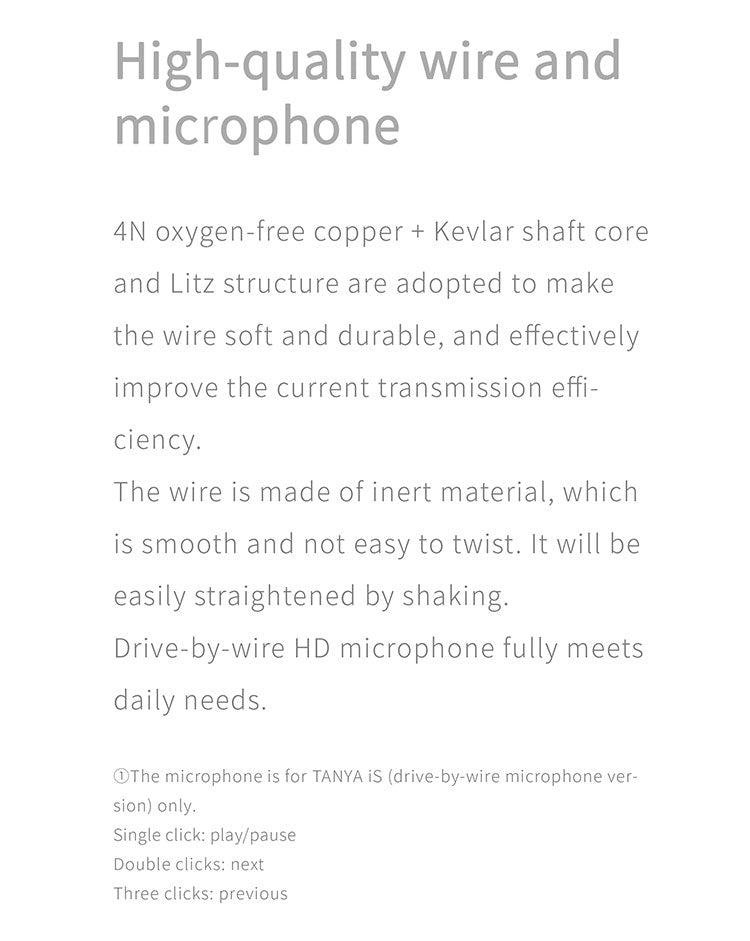 High-quality wire and
microphone
4N oxygen-free copper + Kevlar shaft core
and Litz structure are adopted to make
the wire soft and durable, and effectively
improve the current transmission effi-
ciency.
The wire is made of inert material, which
is smooth and not easy to twist. It will be
easily straightened by shaking.
Drive-by-wire HD microphone fully meets
daily needs.
①The microphone is for TANYA iS (drive-by-wire microphone ver-
sion) only.
Single click: play/pause
Double clicks: next
Three clicks: previous